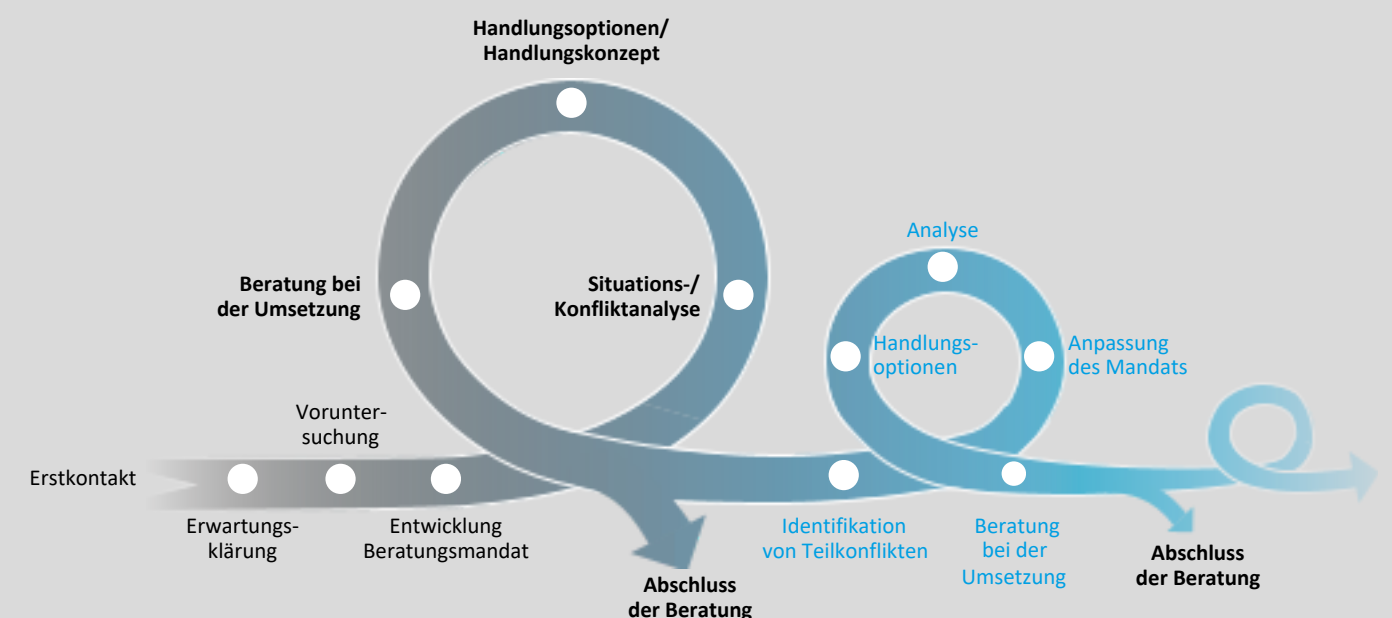 Handlungsoptionen/
Handlungskonzept
Beratung bei
der Umsetzung
Situations-/
Konfliktanalyse
Vorunter-
suchung
Erstkontakt
Erwartungs-
klärung
Entwicklung
Beratungsmandat
Abschluss
der Beratung
Analyse
Handlungs-
optionen
Anpassung
des Mandats
Identifikation
von Teilkonflikten
Beratung
bei der
Umsetzung
Abschluss
der Beratung